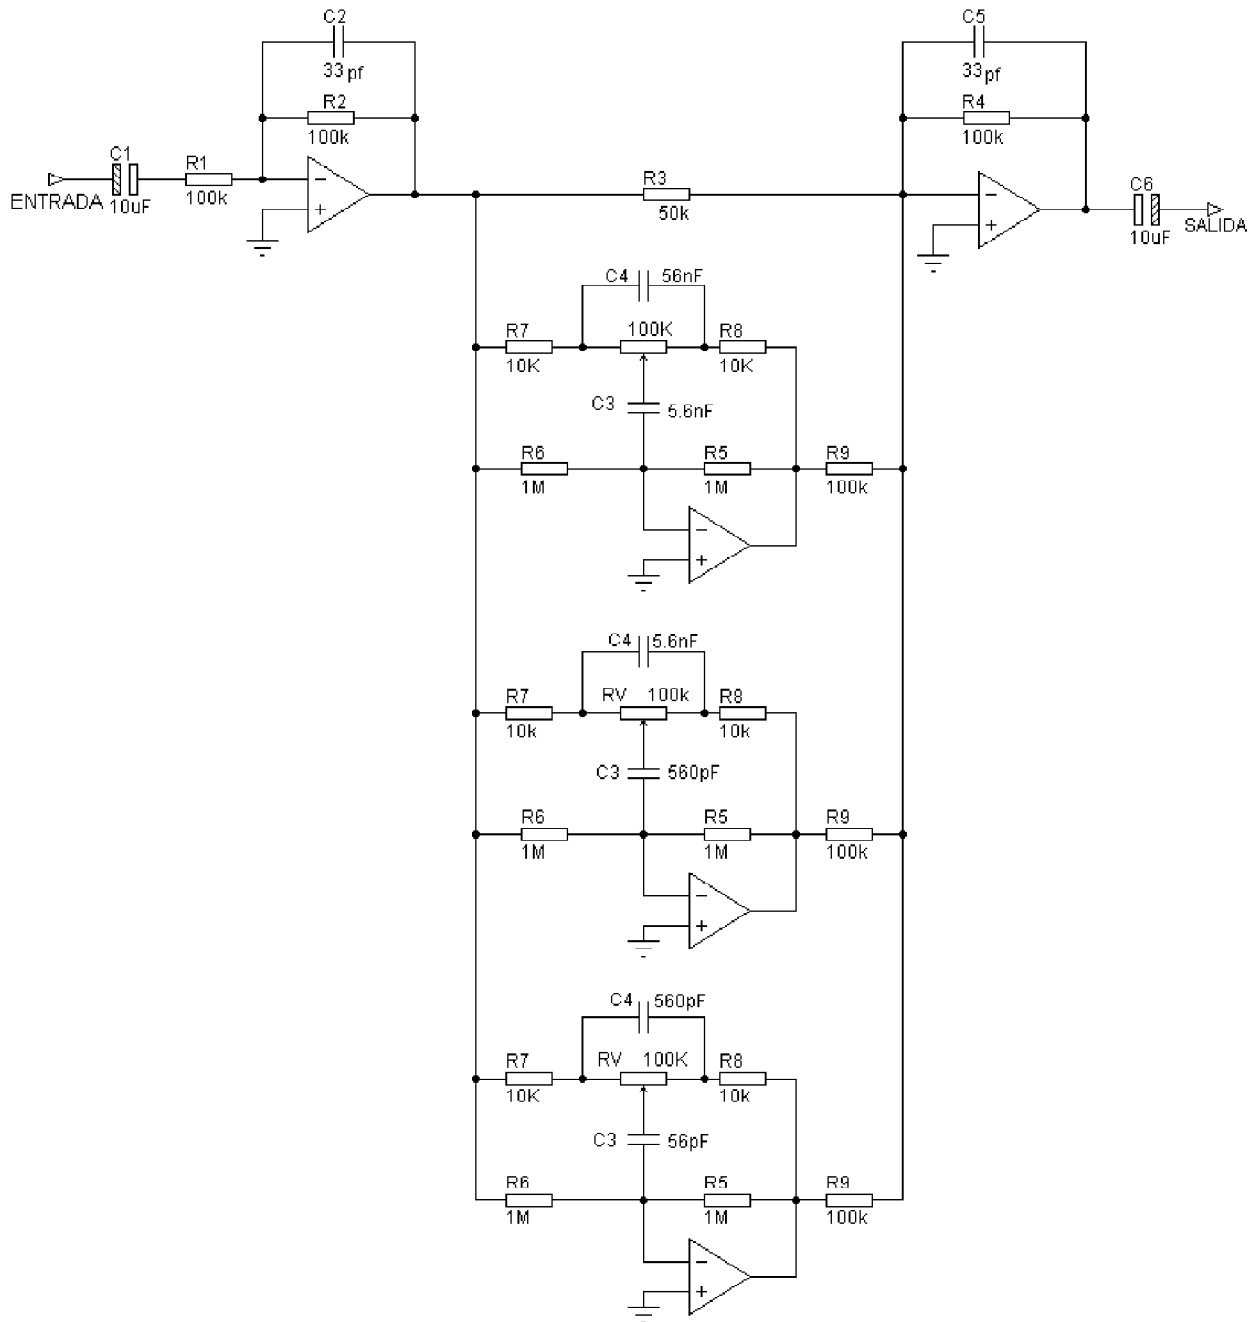 C2
33pf
R2
100k
C1
10uF
R1
100k
ENTRADA
−
+
R3
50k
C5
33pf
R4
100k
−
+
C6
10uF
SALIDA
C4 56nF
R7
10K
100K
R8
10K
C3 5.6nF
R6
1M
R5
1M
R9
100k
−
+
C4 5.6nF
R7
10k
RV 100k
R8
10k
C3 560pF
R6
1M
R5
1M
R9
100k
−
+
C4 560pF
R7
10K
RV 100K
R8
10k
C3 56pF
R6
1M
R5
1M
R9
100k
−
+